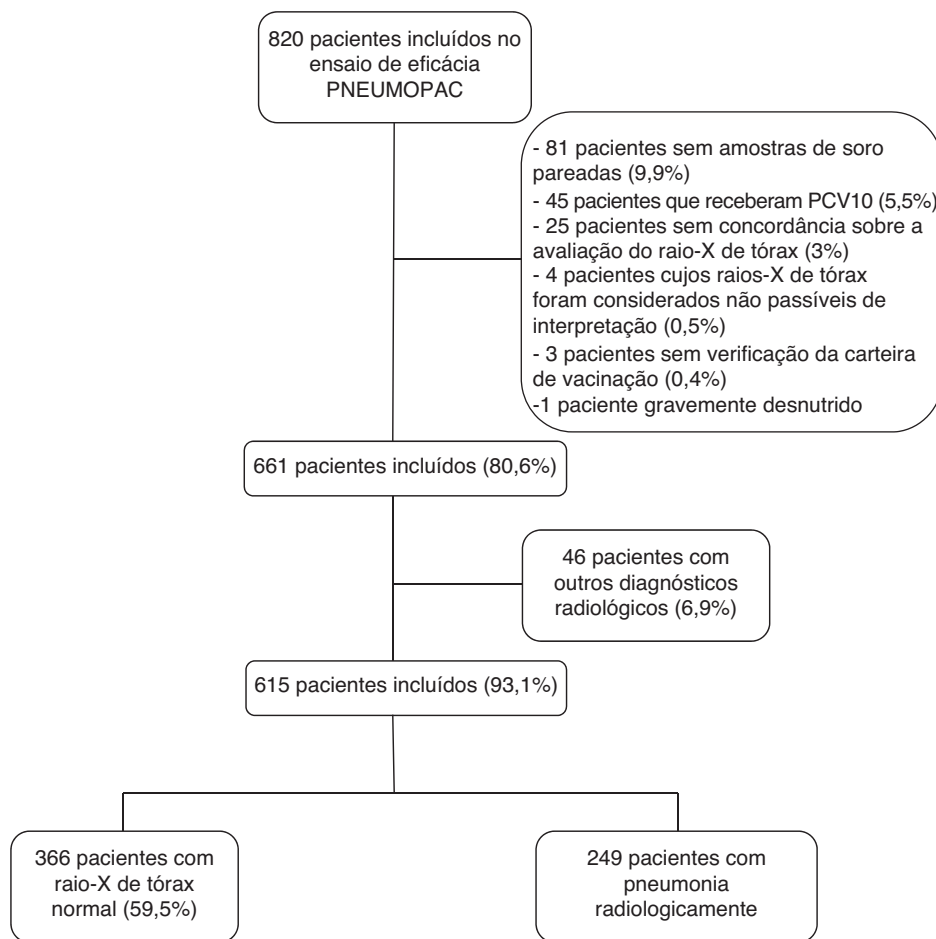 820 pacientes incluídos no
ensaio de eficácia
PNEUMOPAC
- 81 pacientes sem amostras de soro
pareadas (9,9%)
- 45 pacientes que receberam PCV10 (5,5%)
- 25 pacientes sem concordância sobre a
avaliação do raio-X de tórax (3%)
- 4 pacientes cujos raios-X de tórax
foram considerados não passíveis de
interpretação (0,5%)
- 3 pacientes sem verificação da carteira
de vacinação (0,4%)
-1 paciente gravemente desnutrido
661 pacientes incluídos (80,6%)
46 pacientes com
outros diagnósticos
radiológicos (6,9%)
615 pacientes incluídos (93,1%)
366 pacientes com
raio-X de tórax
normal (59,5%)
249 pacientes com
pneumonia
radiologicamente